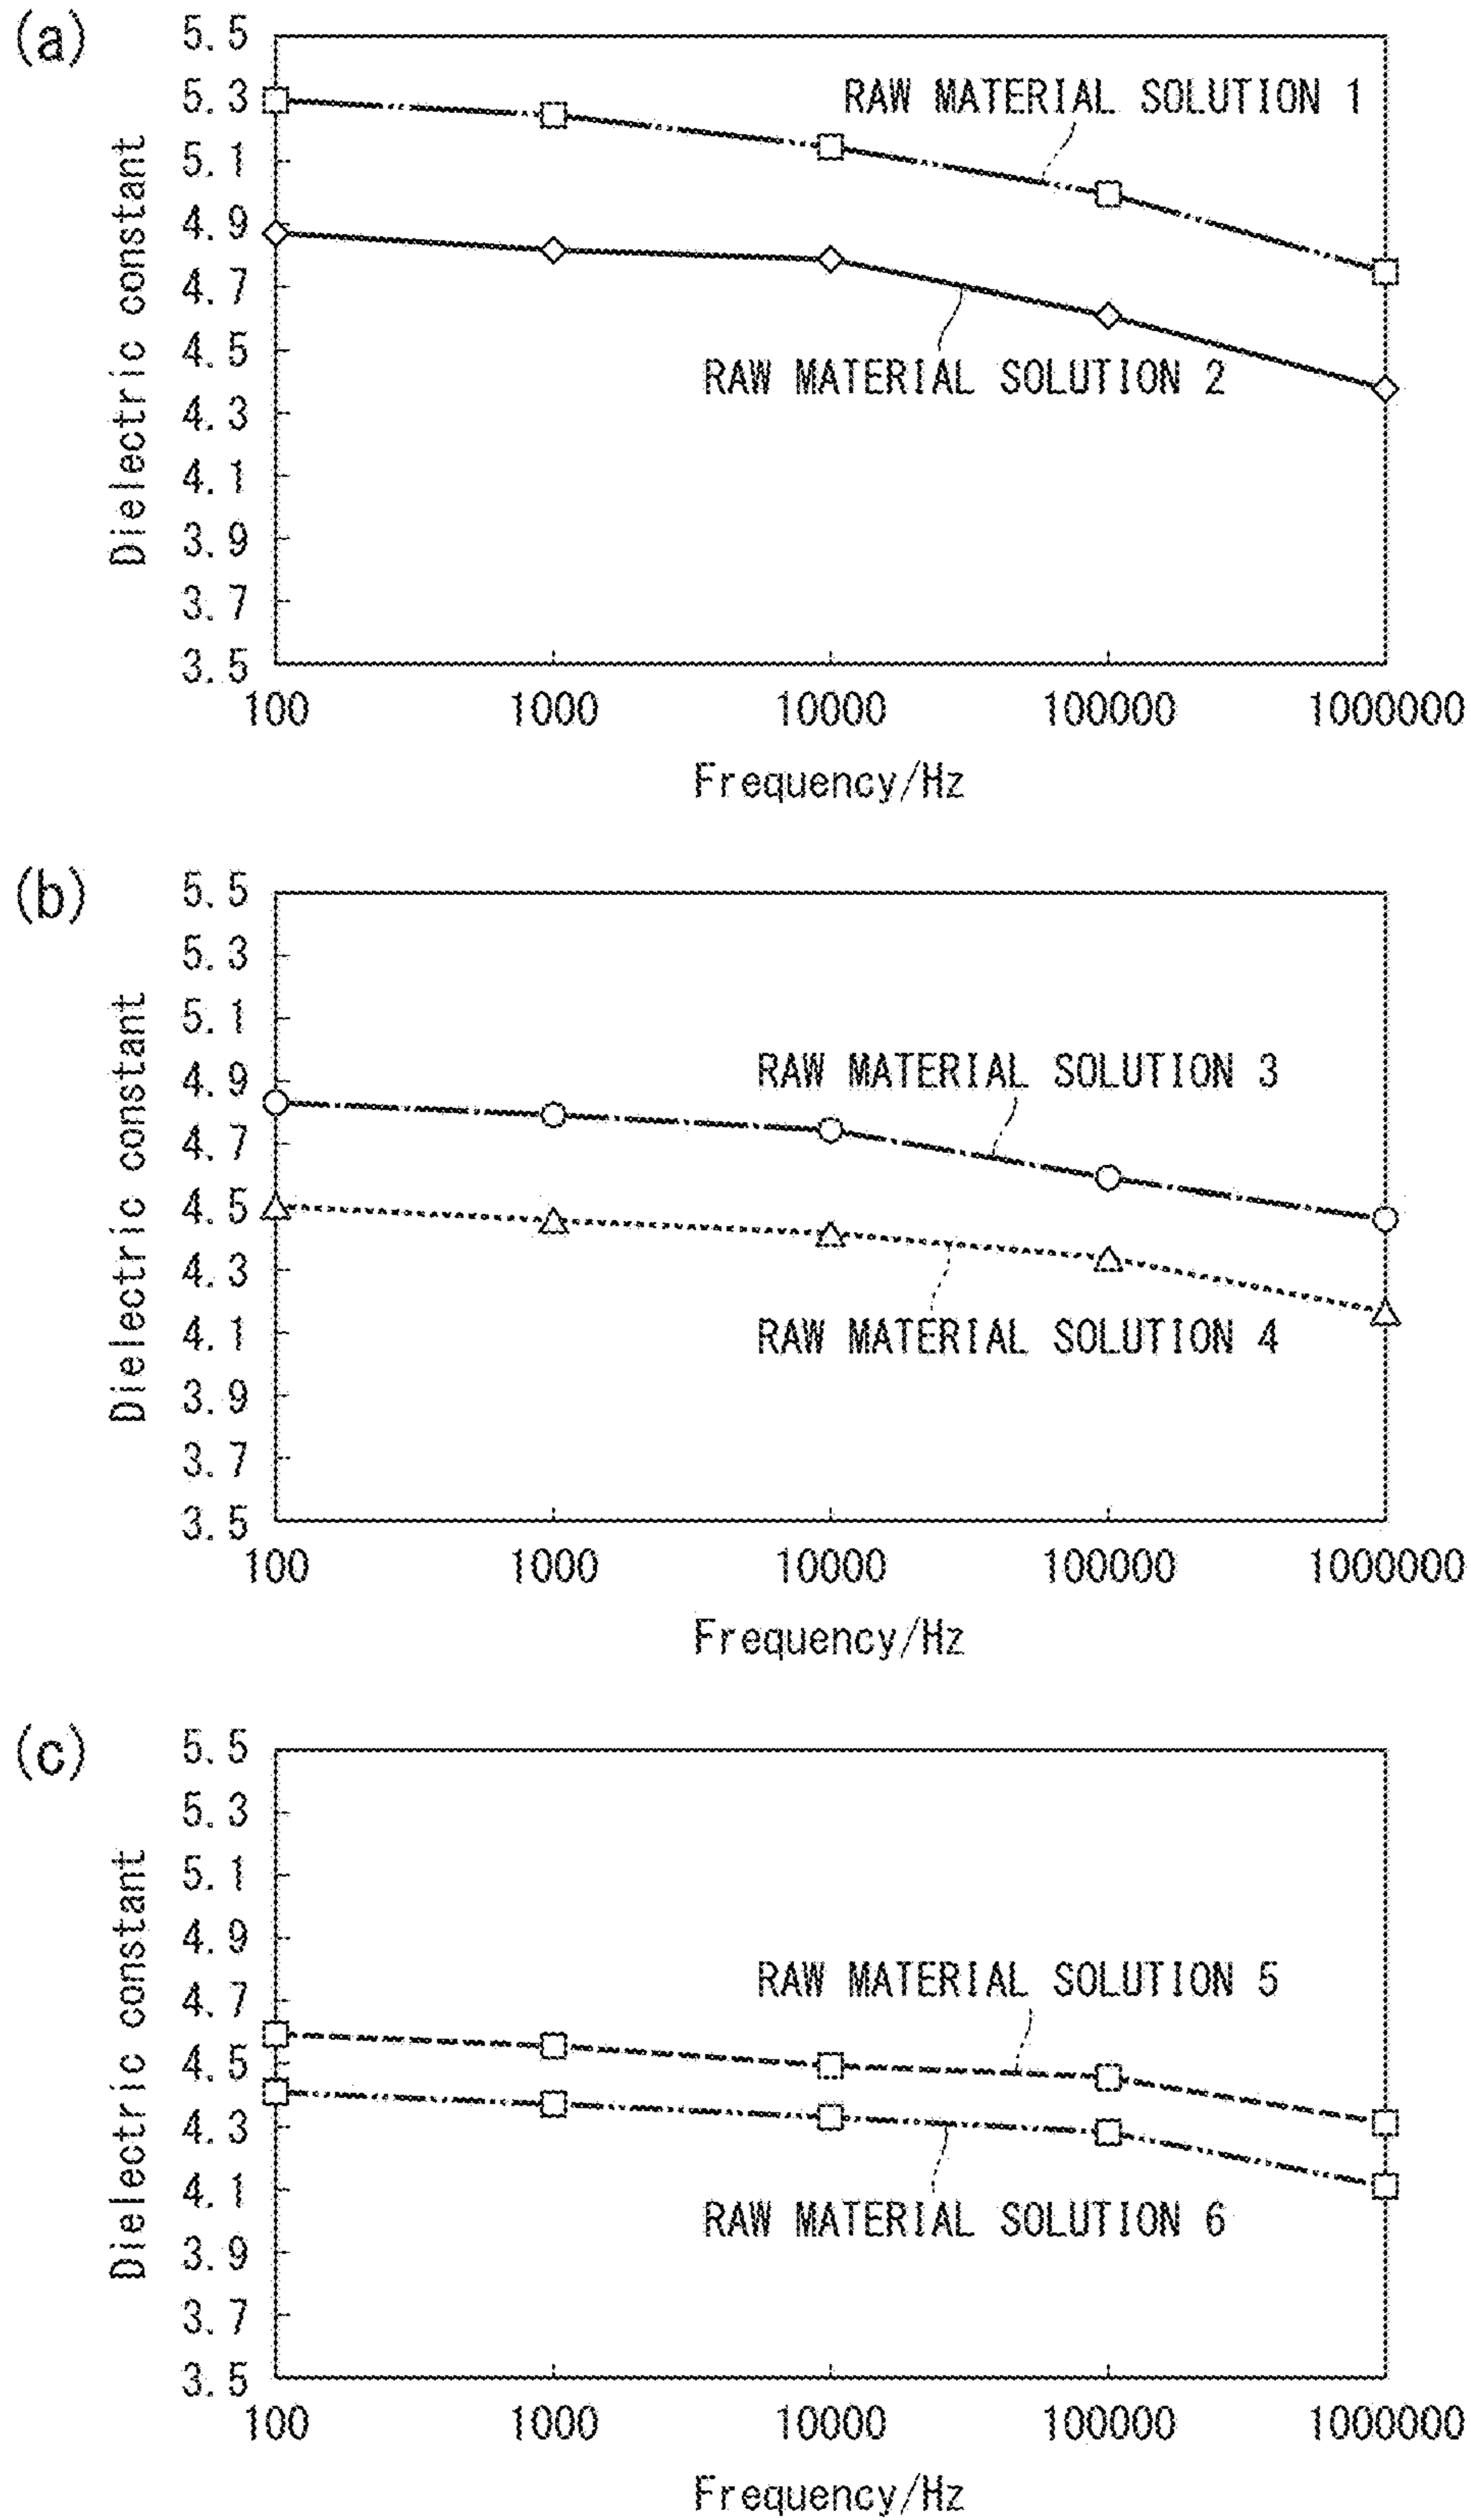 (a)
Dielectric constant
5.5
5.3
5.1
4.9
4.7
4.5
4.3
4.1
3.9
3.7
3.5
RAW MATERIAL SOLUTION 1
RAW MATERIAL SOLUTION 2
100 1000 10000 100000 1000000
Frequency/Hz
(b)
Dielectric constant
5.5
5.3
5.1
4.9
4.7
4.5
4.3
4.1
3.9
3.7
3.5
RAW MATERIAL SOLUTION 3
RAW MATERIAL SOLUTION 4
100 1000 10000 100000 1000000
Frequency/Hz
(c)
Dielectric constant
5.5
5.3
5.1
4.9
4.7
4.5
4.3
4.1
3.9
3.7
3.5
RAW MATERIAL SOLUTION 5
RAW MATERIAL SOLUTION 6
100 1000 10000 100000 1000000
Frequency/Hz